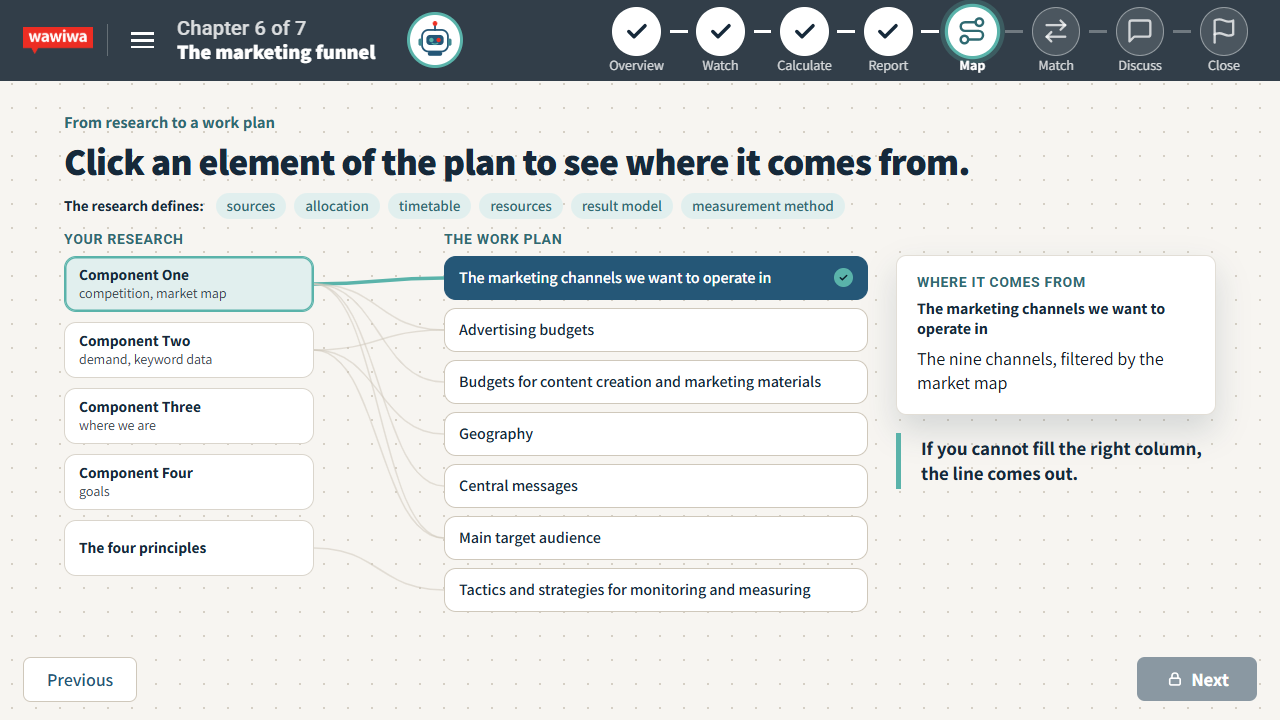 wawiwa
Chapter 6 of 7
The marketing funnel
Overview
Watch
Calculate
Report
Map
Match
Discuss
Close
From research to a work plan
Click an element of the plan to see where it comes from.
The research defines: sources allocation timetable resources result model measurement method
YOUR RESEARCH
Component One
competition, market map
Component Two
demand, keyword data
Component Three
where we are
Component Four
goals
The four principles
THE WORK PLAN
The marketing channels we want to operate in
Advertising budgets
Budgets for content creation and marketing materials
Geography
Central messages
Main target audience
Tactics and strategies for monitoring and measuring
WHERE IT COMES FROM
The marketing channels we want to
operate in
The nine channels, filtered by the
market map
If you cannot fill the right column,
the line comes out.
Previous
Next